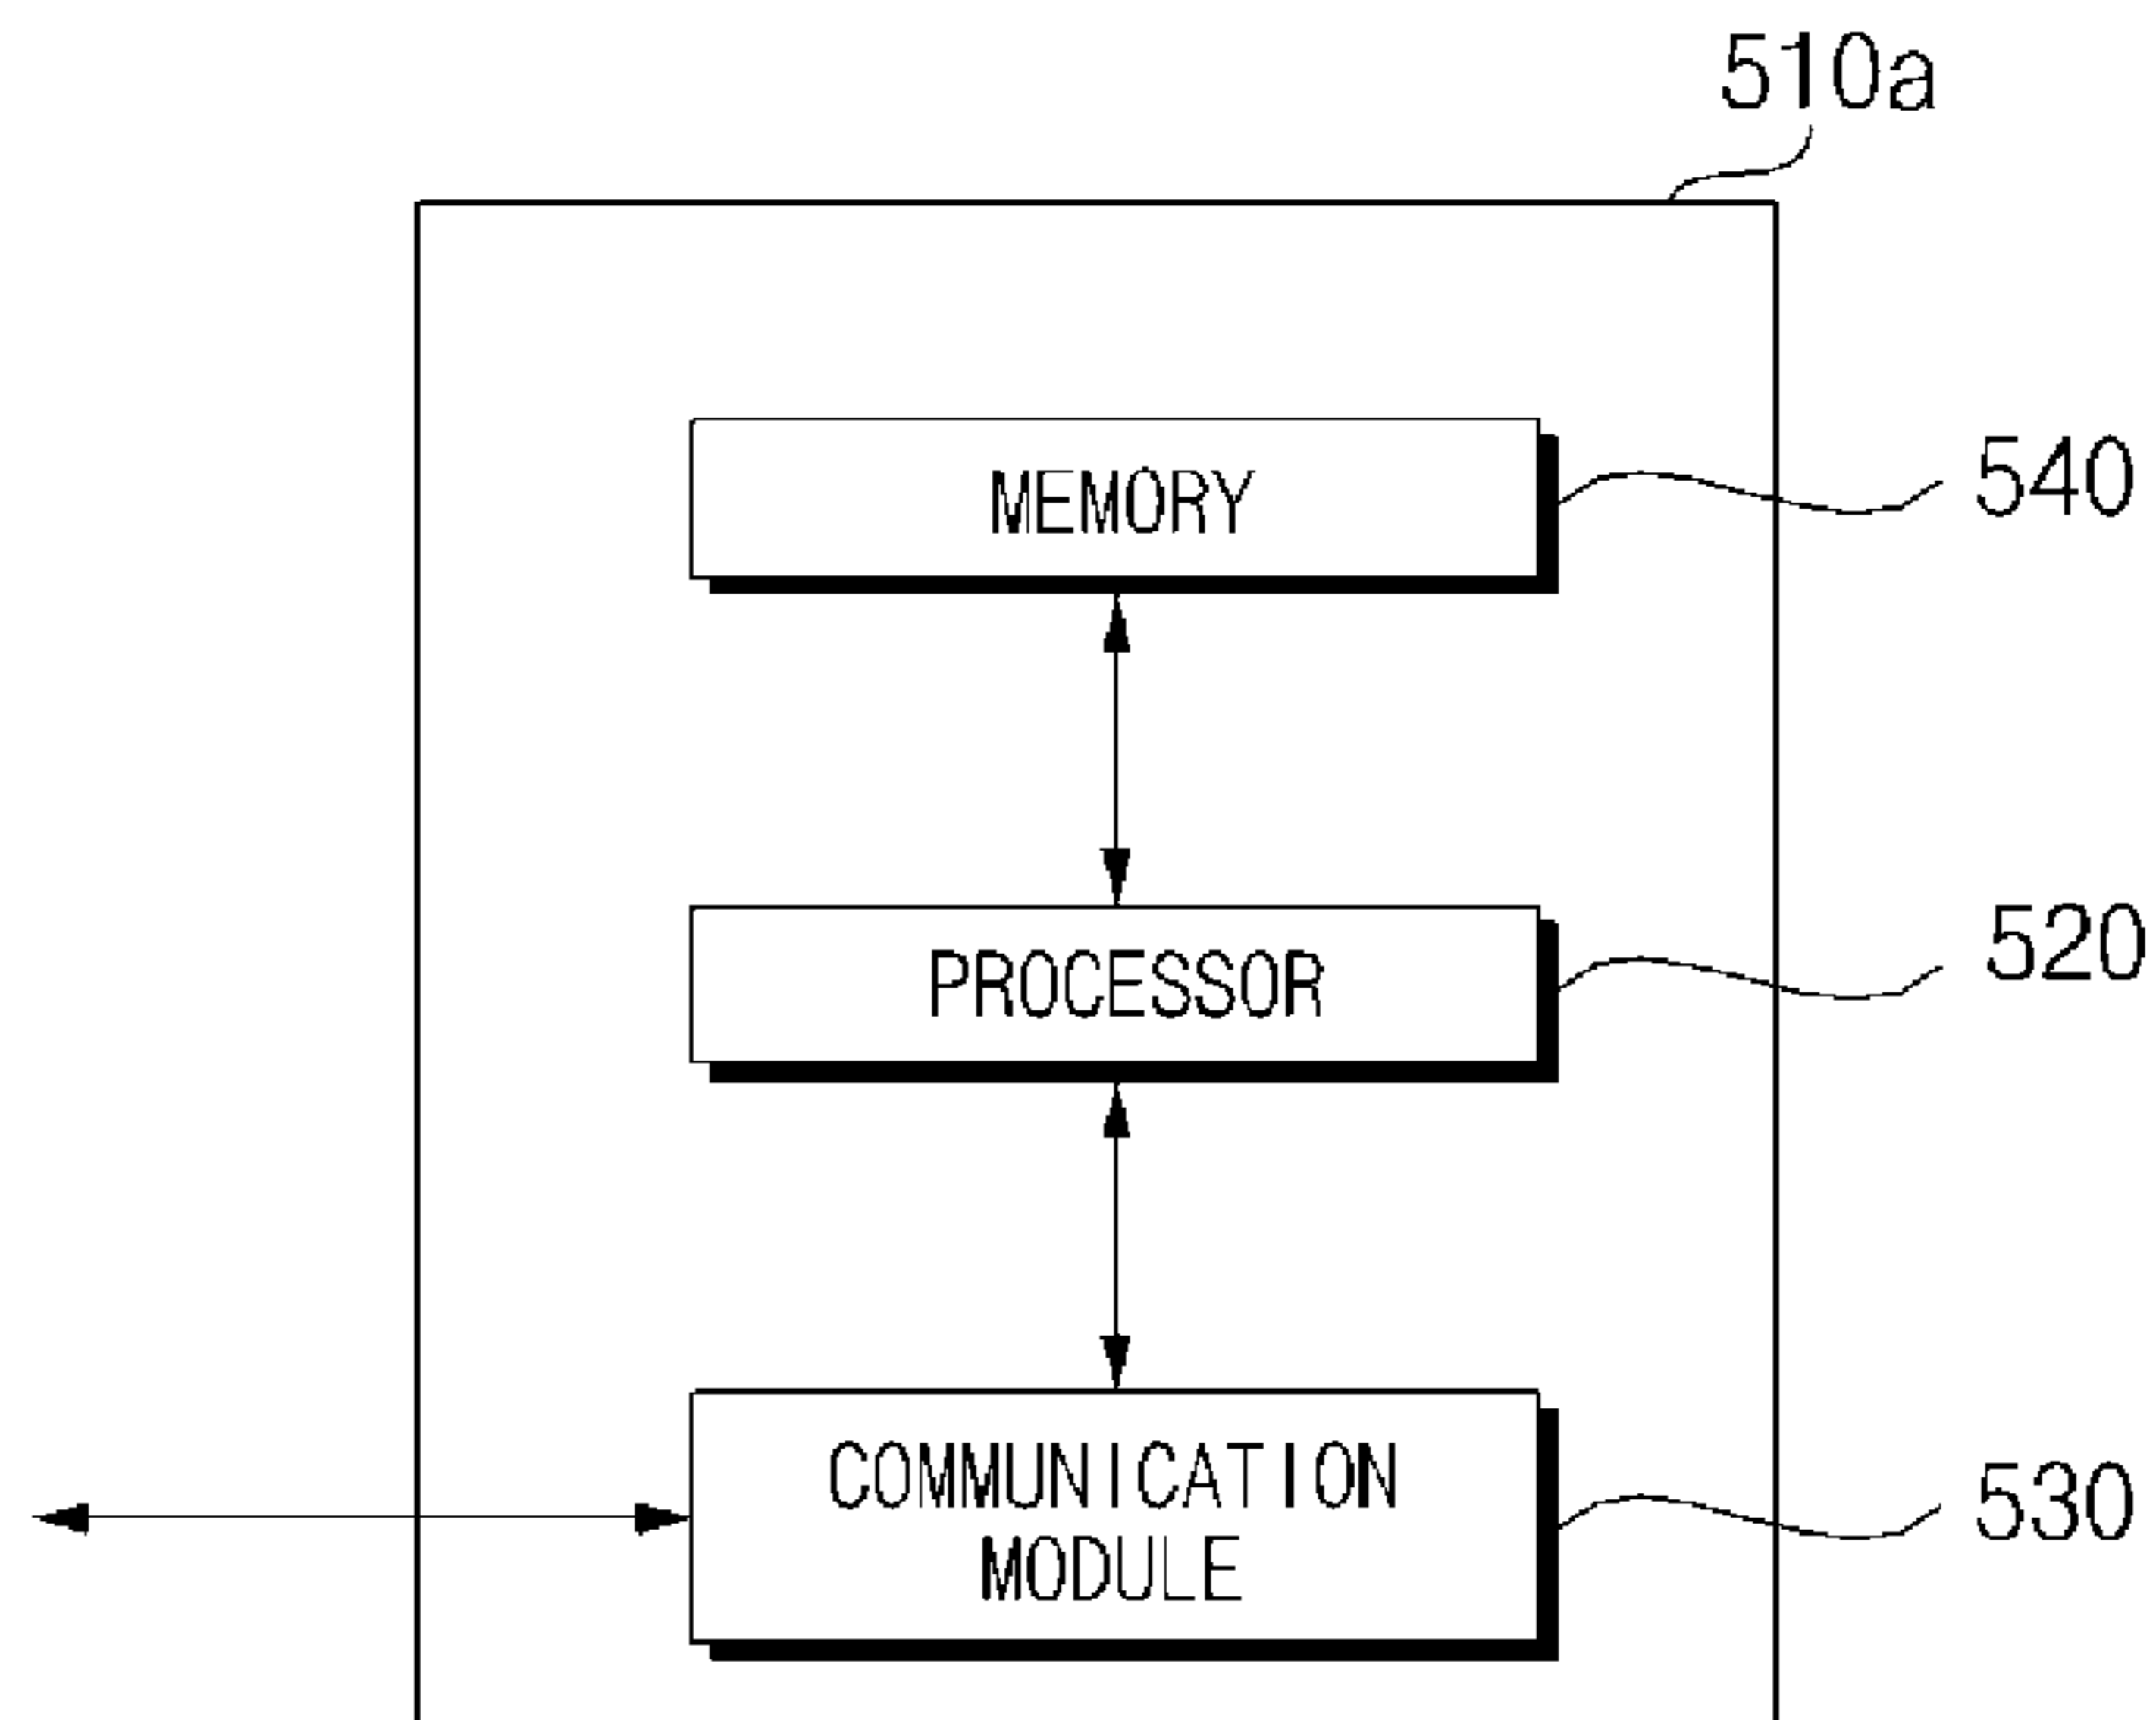 510a
MEMORY
540
PROCESSOR
520
COMMUNICATION
MODULE
530